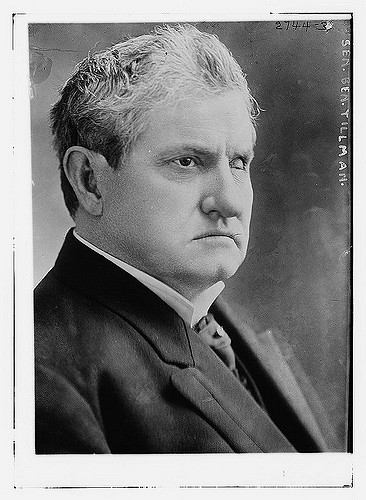 2744-3
SEN. BEN. TILLMAN.